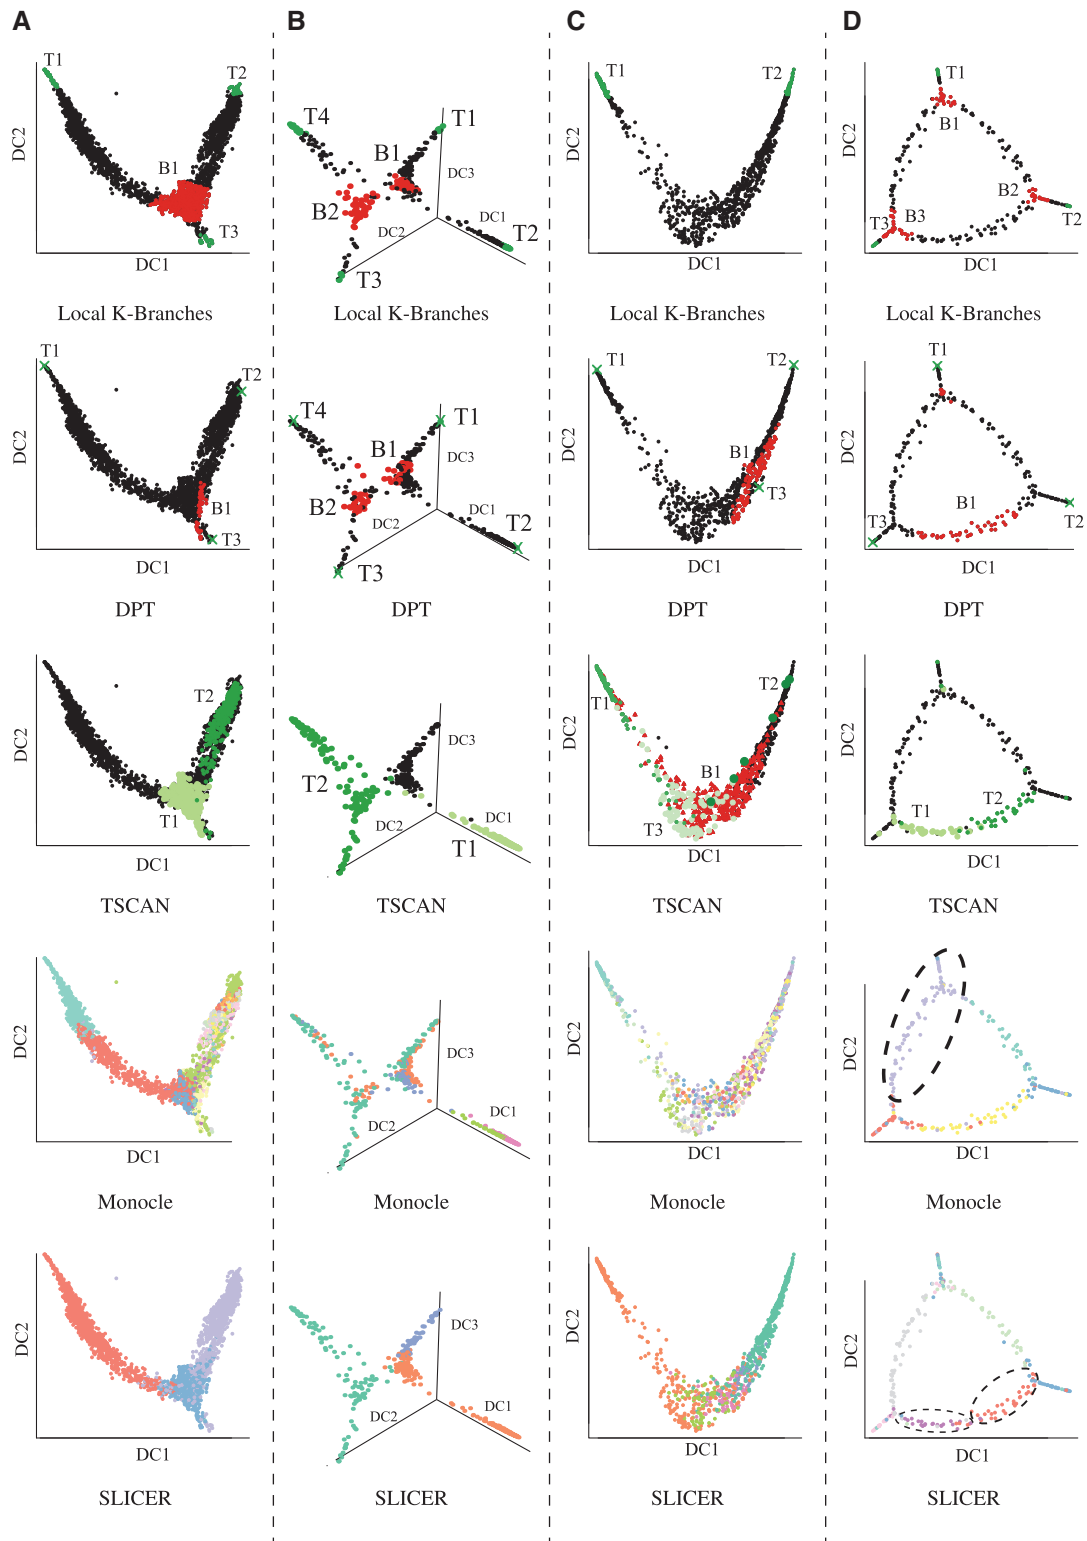 A
B
C
D
T1
T2
B1
T3
DC2
DC1
Local K-Branches
T4
T1
B1
DC3
B2
DC1
T2
DC2
T3
Local K-Branches
T1
T2
DC2
DC1
Local K-Branches
T1
B1
DC2
B2
T2
T3
B3
DC1
Local K-Branches
T1
T2
DC2
B1
T3
DC1
DPT
T4
T1
B1
DC3
B2
DC1
T2
DC2
T3
DPT
T1
T2
DC2
B1
T3
DC1
DPT
T1
DC2
B1
T3
T2
DC1
DPT
T2
DC2
T1
DC1
TSCAN
DC3
T2
DC1
DC2
T1
TSCAN
T1
T2
DC2
B1
T3
DC1
TSCAN
DC2
T1
T2
DC1
TSCAN
DC2
DC1
Monocle
DC3
DC1
DC2
Monocle
DC2
DC1
Monocle
DC2
DC1
Monocle
DC2
DC1
SLICER
DC3
DC1
DC2
SLICER
DC2
DC1
SLICER
DC2
DC1
SLICER